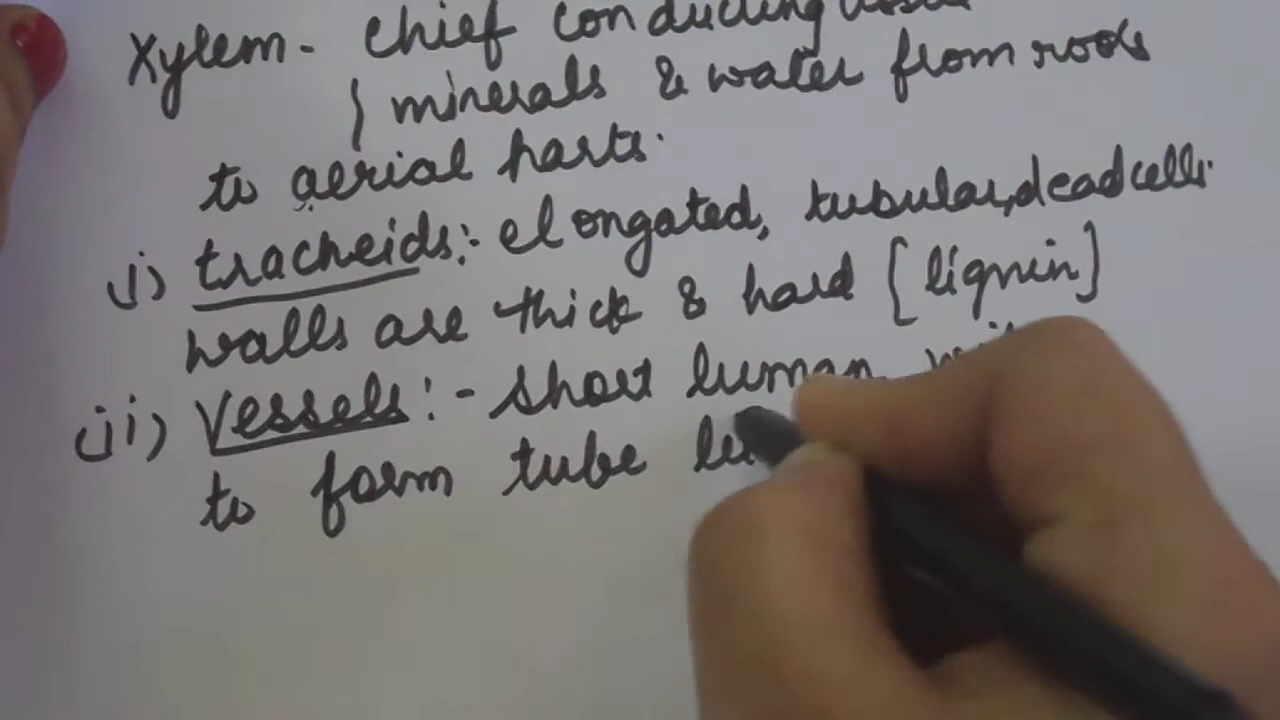 Xylem - Chief Conducting
minerals & water from roots
to aerial parts.
(i) tracheids:- elongated, tubular, dead cells.
walls are thick & hard [lignin]
(ii) Vessels:- short luman
to form tube